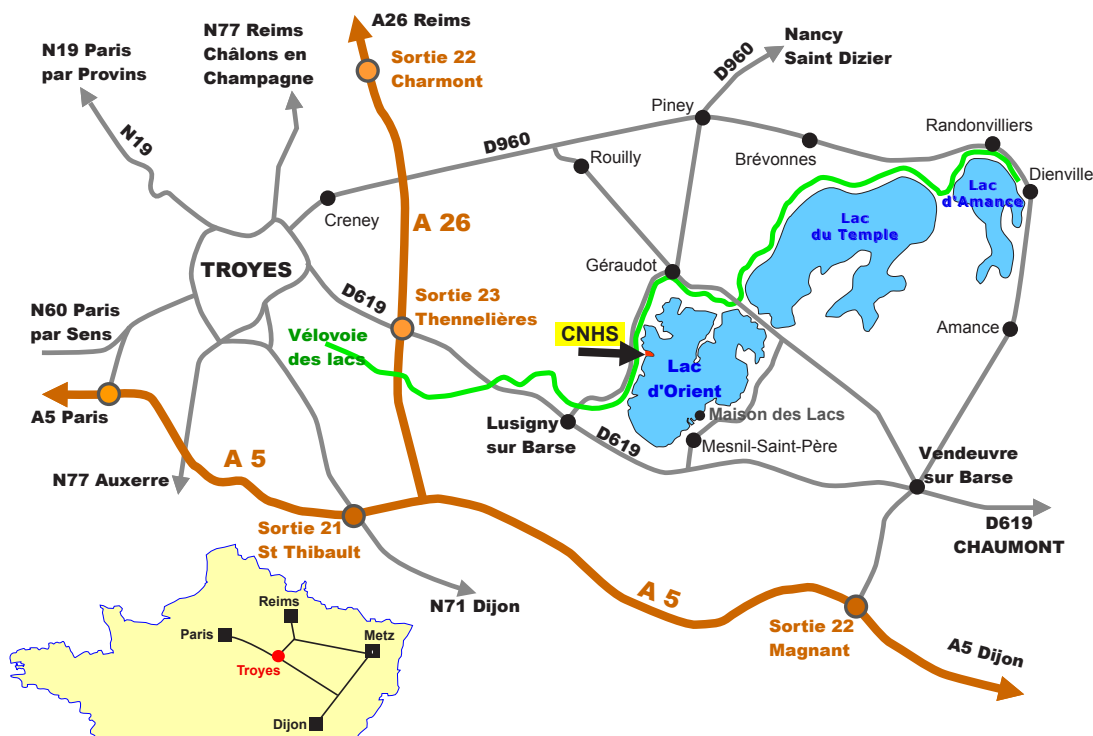 A26 Reims
N77 Reims
Châlons en
Champagne
N19 Paris
par Provins
Sortie 22
Charmont
Nancy
Saint Dizier
D960
Piney
N19
D960
Rouilly
Brévonnes
Randonvilliers
Dienville
Creney
A 26
Lac
d'Amance
Lac
du Temple
TROYES
Géraudot
D619
Sortie 23
Thennelières
N60 Paris
par Sens
Vélovoie
des lacs
CNHS
Amance
Lac
d'Orient
A5 Paris
Maison des Lacs
Lusigny
sur Barse
D619
Mesnil-Saint-Père
Vendeuvre
sur Barse
A 5
N77 Auxerre
Sortie 21
St Thibault
D619
CHAUMONT
A 5
N71 Dijon
Sortie 22
Magnant
A5 Dijon
Reims
Paris
Metz
Troyes
Dijon